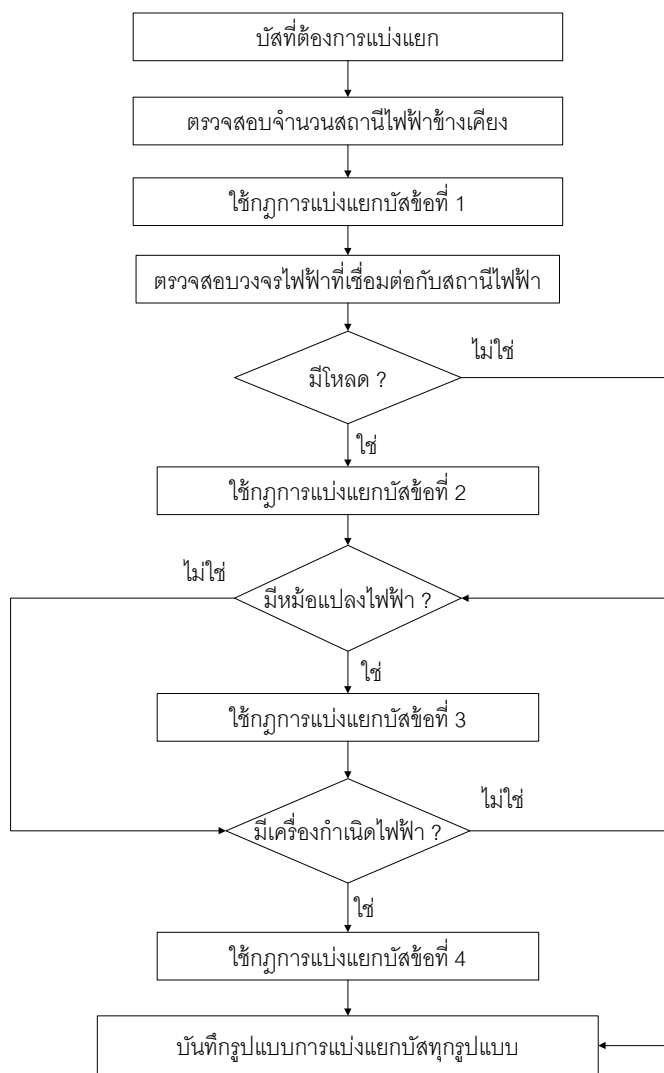 บัสที่ต้องการแบ่งแยก
ตรวจสอบจำนวนสถานีไฟฟ้าข้างเคียง
ใช้กฎการแบ่งแยกบัสข้อที่ 1
ตรวจสอบวงจรไฟฟ้าที่เชื่อมต่อกับสถานีไฟฟ้า
ไม่ใช่
มีโหลด ?
ใช่
ใช้กฎการแบ่งแยกบัสข้อที่ 2
ไม่ใช่
มีหม้อแปลงไฟฟ้า ?
ใช่
ใช้กฎการแบ่งแยกบัสข้อที่ 3
ไม่ใช่
มีเครื่องกำเนิดไฟฟ้า ?
ใช่
ใช้กฎการแบ่งแยกบัสข้อที่ 4
บันทึกรูปแบบการแบ่งแยกบัสทุกรูปแบบ